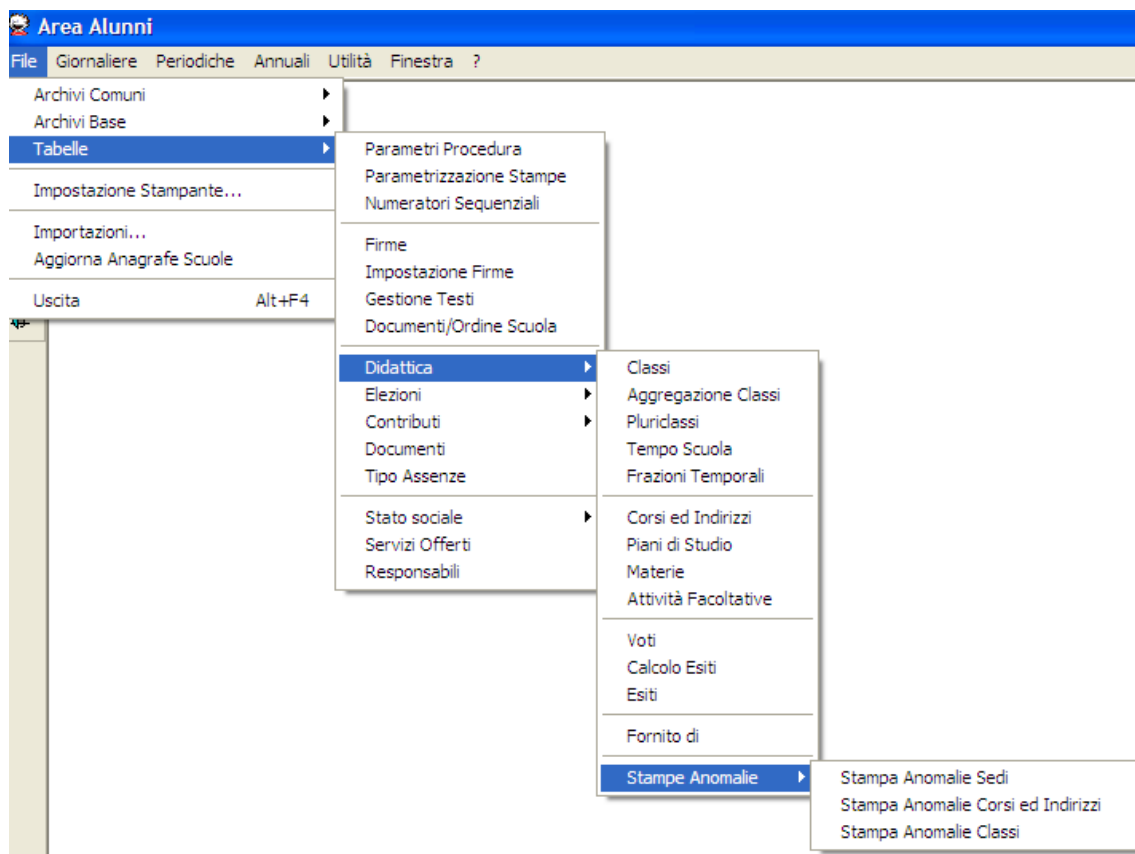 Area Alunni
File Giornaliere Periodiche Annuali Utilità Finestra ?
Archivi Comuni
Archivi Base
Tabelle
Impostazione Stampante...
Importazioni...
Aggiorna Anagrafe Scuole
Uscita Alt+F4
Parametri Procedura
Parametrizzazione Stampe
Numeratori Sequenziali
Firme
Impostazione Firme
Gestione Testi
Documenti/Ordine Scuola
Didattica
Elezioni
Contributi
Documenti
Tipo Assenze
Stato sociale
Servizi Offerti
Responsabili
Classi
Aggregazione Classi
Pluriclassi
Tempo Scuola
Frazioni Temporali
Corsi ed Indirizzi
Piani di Studio
Materie
Attività Facoltative
Voti
Calcolo Esiti
Esiti
Fornito di
Stampe Anomalie
Stampa Anomalie Sedi
Stampa Anomalie Corsi ed Indirizzi
Stampa Anomalie Classi